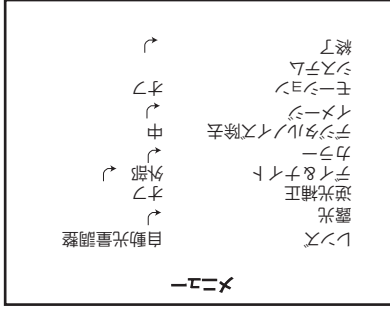 メニュー
レンズ 自動光量調整
露光 ↲
逆光補正 オフ
デイ&ナイト 外部 ↲
カラー ↲
デジタルノイズ除去 中
イメージ ↲
モーション オフ
システム
終了 ↲